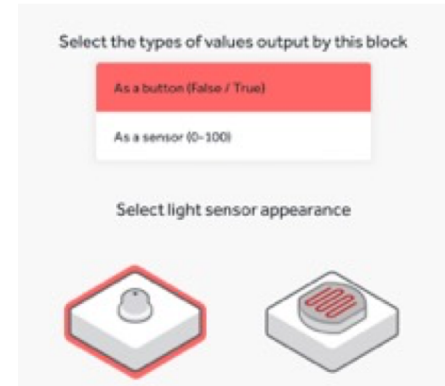 Select the types of values output by this block
As a button (False / True)
As a sensor (0-100)
Select light sensor appearance